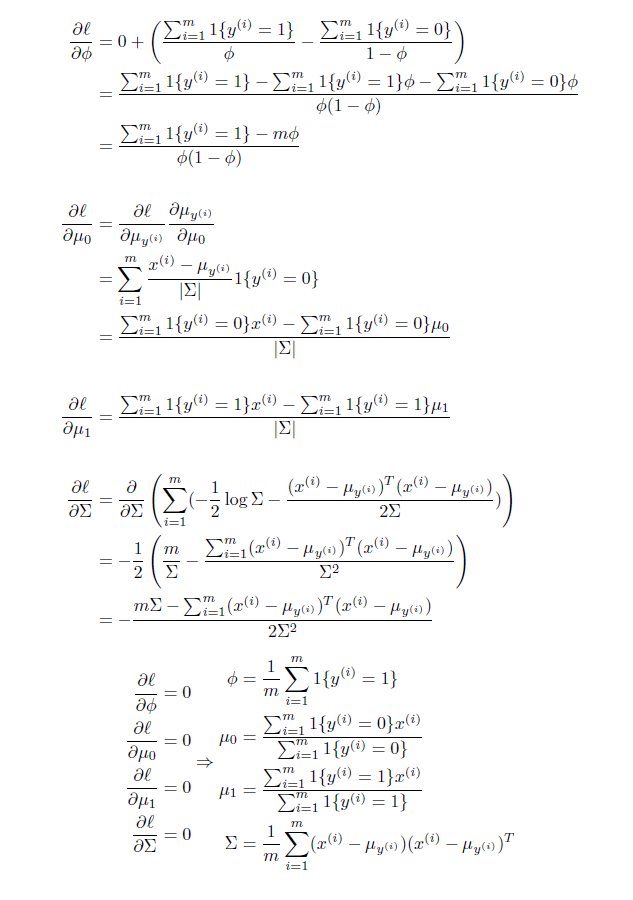 \frac{\partial \ell}{\partial \phi} = 0 + \left( \frac{\sum_{i=1}^{m} 1\{y^{(i)} = 1\}}{\phi} - \frac{\sum_{i=1}^{m} 1\{y^{(i)} = 0\}}{1 - \phi} \right)
= \frac{\sum_{i=1}^{m} 1\{y^{(i)} = 1\} - \sum_{i=1}^{m} 1\{y^{(i)} = 1\}\phi - \sum_{i=1}^{m} 1\{y^{(i)} = 0\}\phi}{\phi(1 - \phi)}
= \frac{\sum_{i=1}^{m} 1\{y^{(i)} = 1\} - m\phi}{\phi(1 - \phi)}
\frac{\partial \ell}{\partial \mu_0} = \frac{\partial \ell}{\partial \mu_{y^{(i)}}} \frac{\partial \mu_{y^{(i)}}}{\partial \mu_0}
= \sum_{i=1}^{m} \frac{x^{(i)} - \mu_{y^{(i)}}}{|\Sigma|} 1\{y^{(i)} = 0\}
= \frac{\sum_{i=1}^{m} 1\{y^{(i)} = 0\}x^{(i)} - \sum_{i=1}^{m} 1\{y^{(i)} = 0\}\mu_0}{|\Sigma|}
\frac{\partial \ell}{\partial \mu_1} = \frac{\sum_{i=1}^{m} 1\{y^{(i)} = 1\}x^{(i)} - \sum_{i=1}^{m} 1\{y^{(i)} = 1\}\mu_1}{|\Sigma|}
\frac{\partial \ell}{\partial \Sigma} = \frac{\partial}{\partial \Sigma} \left( \sum_{i=1}^{m} (-\frac{1}{2} \log \Sigma - \frac{(x^{(i)} - \mu_{y^{(i)}})^T (x^{(i)} - \mu_{y^{(i)}})}{2\Sigma}) \right)
= -\frac{1}{2} \left( \frac{m}{\Sigma} - \frac{\sum_{i=1}^{m} (x^{(i)} - \mu_{y^{(i)}})^T (x^{(i)} - \mu_{y^{(i)}})}{\Sigma^2} \right)
= -\frac{m\Sigma - \sum_{i=1}^{m} (x^{(i)} - \mu_{y^{(i)}})^T (x^{(i)} - \mu_{y^{(i)}})}{2\Sigma^2}
\frac{\partial \ell}{\partial \phi} = 0
\frac{\partial \ell}{\partial \mu_0} = 0
\frac{\partial \ell}{\partial \mu_1} = 0
\frac{\partial \ell}{\partial \Sigma} = 0
\Rightarrow
\phi = \frac{1}{m} \sum_{i=1}^{m} 1\{y^{(i)} = 1\}
\mu_0 = \frac{\sum_{i=1}^{m} 1\{y^{(i)} = 0\}x^{(i)}}{\sum_{i=1}^{m} 1\{y^{(i)} = 0\}}
\mu_1 = \frac{\sum_{i=1}^{m} 1\{y^{(i)} = 1\}x^{(i)}}{\sum_{i=1}^{m} 1\{y^{(i)} = 1\}}
\Sigma = \frac{1}{m} \sum_{i=1}^{m} (x^{(i)} - \mu_{y^{(i)}})(x^{(i)} - \mu_{y^{(i)}})^T